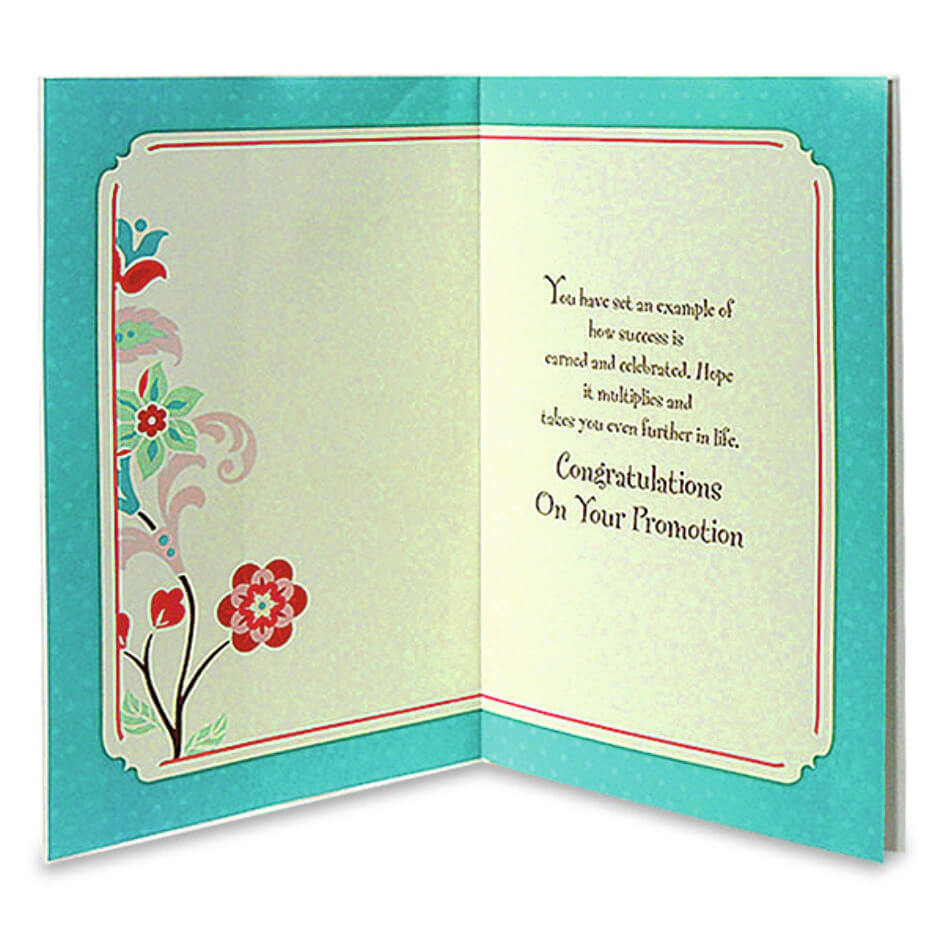 You have set an example of
how success is
earned and celebrated. Hope
it multiplies and
takes you even further in life.
Congratulations
On Your Promotion